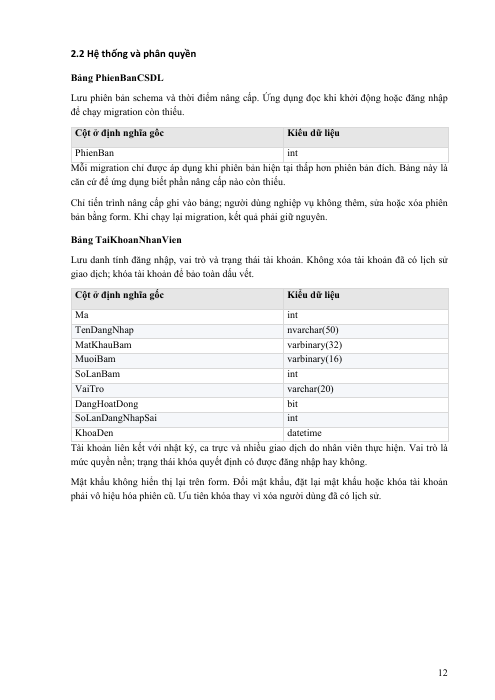 2.2 Hệ thống và phân quyền
Bảng PhienBanCSDL
Lưu phiên bản schema và thời điểm nâng cấp. Ứng dụng đọc khi khởi động hoặc đăng nhập
để chạy migration còn thiếu.
Cột ở định nghĩa gốc Kiểu dữ liệu
PhienBan int
Mỗi migration chỉ được áp dụng khi phiên bản hiện tại thấp hơn phiên bản đích. Bảng này là
căn cứ để ứng dụng biết phần nâng cấp nào còn thiếu.
Chỉ tiến trình nâng cấp ghi vào bảng; người dùng nghiệp vụ không thêm, sửa hoặc xóa phiên
bản bằng form. Khi chạy lại migration, kết quả phải giữ nguyên.
Bảng TaiKhoanNhanVien
Lưu danh tính đăng nhập, vai trò và trạng thái tài khoản. Không xóa tài khoản đã có lịch sử
giao dịch; khóa tài khoản để bảo toàn dấu vết.
Cột ở định nghĩa gốc Kiểu dữ liệu
Ma int
TenDangNhap nvarchar(50)
MatKhauBam varbinary(32)
MuoiBam varbinary(16)
SoLanBam int
VaiTro varchar(20)
DangHoatDong bit
SoLanDangNhapSai int
KhoaDen datetime
Tài khoản liên kết với nhật ký, ca trực và nhiều giao dịch do nhân viên thực hiện. Vai trò là
mức quyền nền; trạng thái khóa quyết định có được đăng nhập hay không.
Mật khẩu không hiển thị lại trên form. Đổi mật khẩu, đặt lại mật khẩu hoặc khóa tài khoản
phải vô hiệu hóa phiên cũ. Ưu tiên khóa thay vì xóa người dùng đã có lịch sử.
12